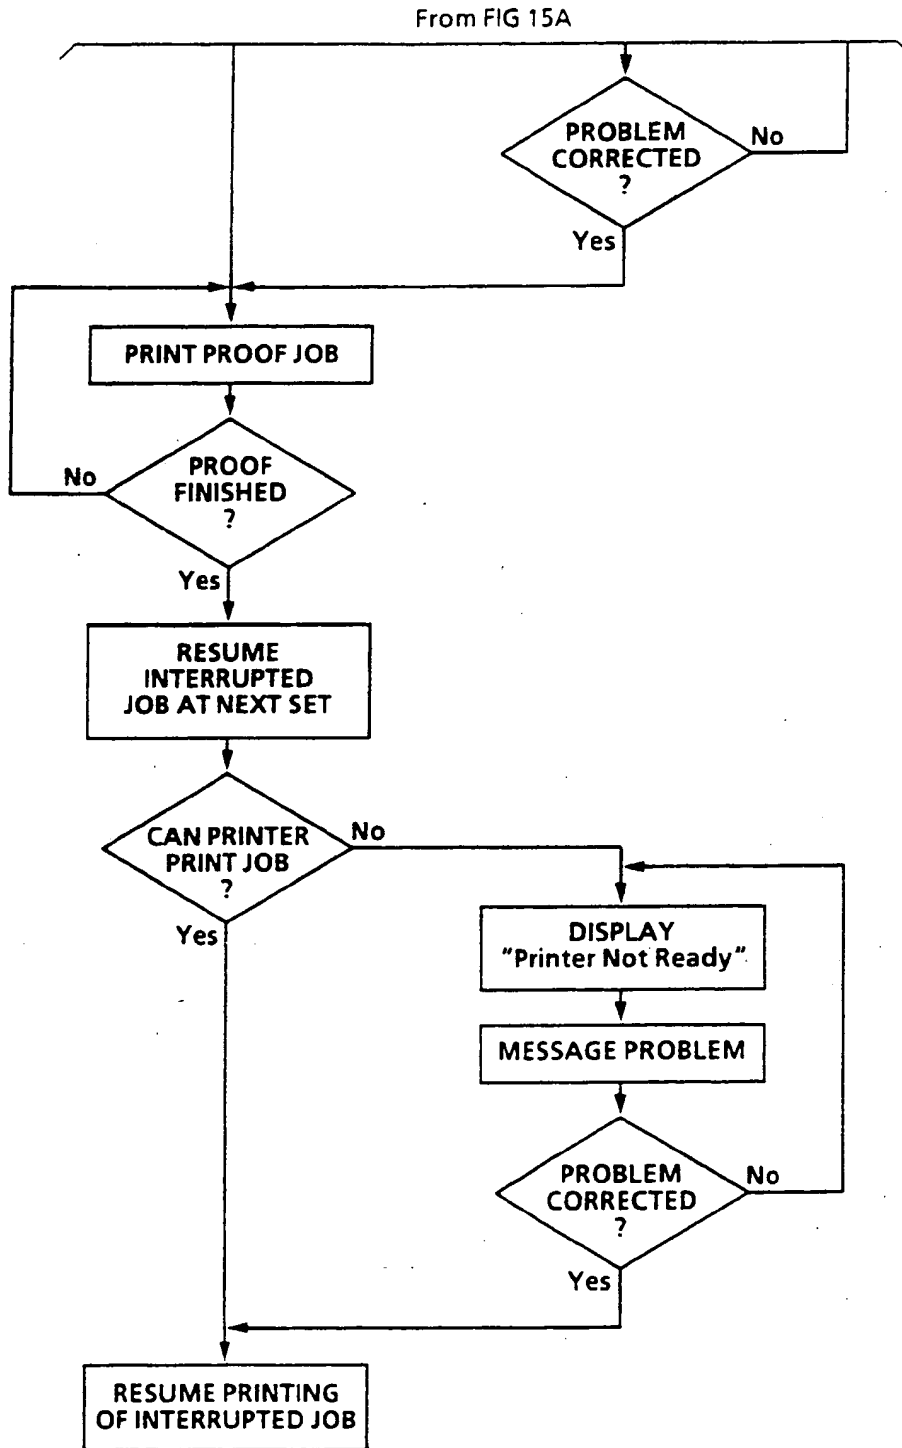 From FIG 15A
PROBLEM
CORRECTED
?
No
Yes
PRINT PROOF JOB
PROOF
FINISHED
?
No
Yes
RESUME
INTERRUPTED
JOB AT NEXT SET
CAN PRINTER
PRINT JOB
?
No
Yes
DISPLAY
"Printer Not Ready"
MESSAGE PROBLEM
PROBLEM
CORRECTED
?
No
Yes
RESUME PRINTING
OF INTERRUPTED JOB